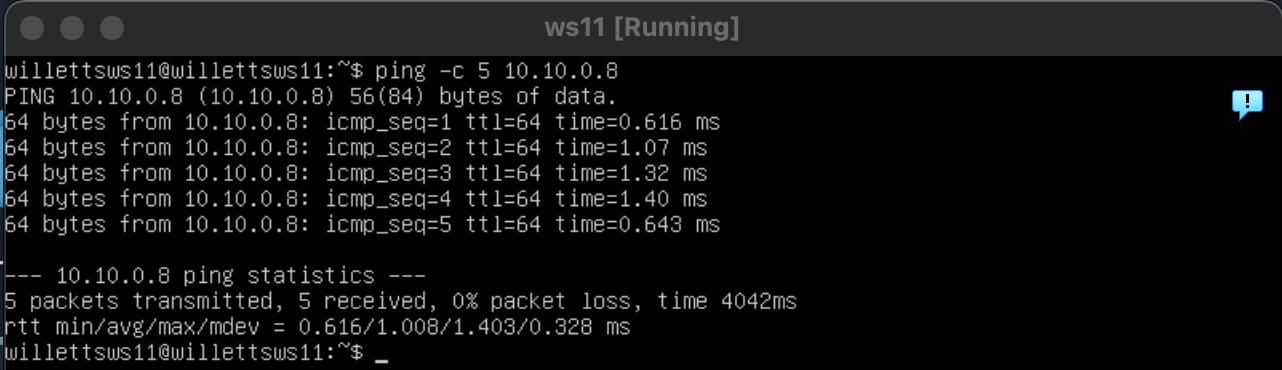 ws11 [Running]
willettsws11@willettsws11:~$ ping -c 5 10.10.0.8
PING 10.10.0.8 (10.10.0.8) 56(84) bytes of data.
64 bytes from 10.10.0.8: icmp_seq=1 ttl=64 time=0.616 ms
64 bytes from 10.10.0.8: icmp_seq=2 ttl=64 time=1.07 ms
64 bytes from 10.10.0.8: icmp_seq=3 ttl=64 time=1.32 ms
64 bytes from 10.10.0.8: icmp_seq=4 ttl=64 time=1.40 ms
64 bytes from 10.10.0.8: icmp_seq=5 ttl=64 time=0.643 ms
--- 10.10.0.8 ping statistics ---
5 packets transmitted, 5 received, 0% packet loss, time 4042ms
rtt min/avg/max/mdev = 0.616/1.008/1.403/0.328 ms
willettsws11@willettsws11:~$ _